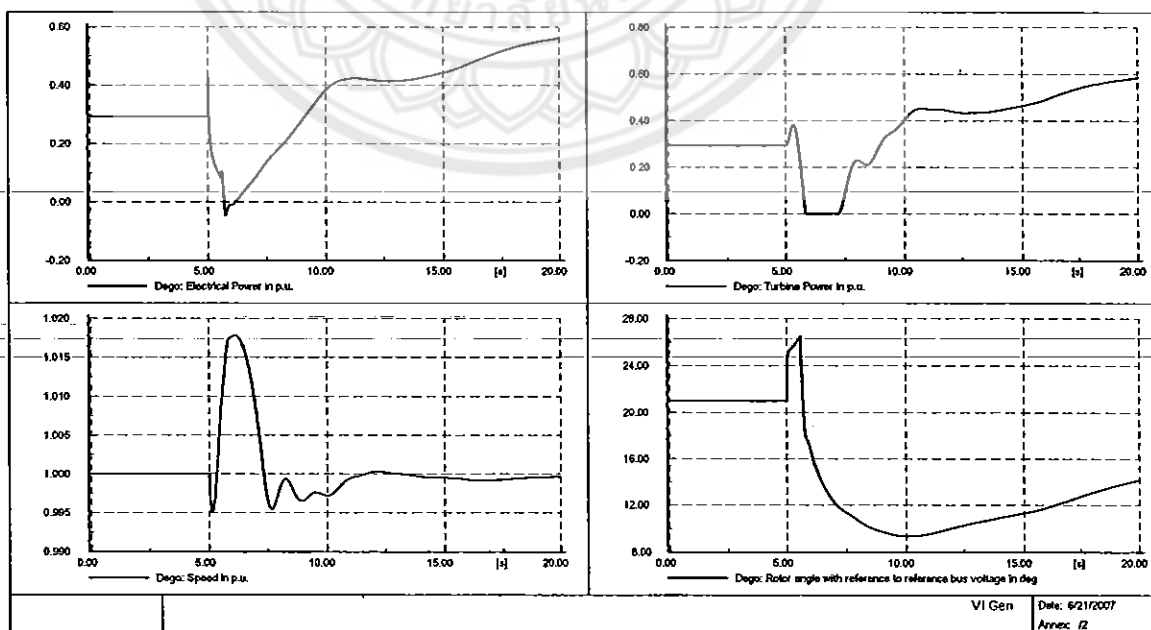 0.60
0.40
0.20
0.00
-0.20
0.00 5.00 10.00 15.00 [s] 20.00
Dego: Electrical Power in p.u.
0.80
0.60
0.40
0.20
0.00
-0.20
0.00 5.00 10.00 15.00 [s] 20.00
Dego: Turbine Power in p.u.
1.020
1.015
1.010
1.005
1.000
0.995
0.990
0.00 5.00 10.00 15.00 [s] 20.00
Dego: Speed in p.u.
28.00
24.00
20.00
16.00
12.00
8.00
0.00 5.00 10.00 15.00 [s] 20.00
Dego: Rotor angle with reference to reference bus voltage in deg
VI Gen
Date: 6/21/2007
Annex: /2